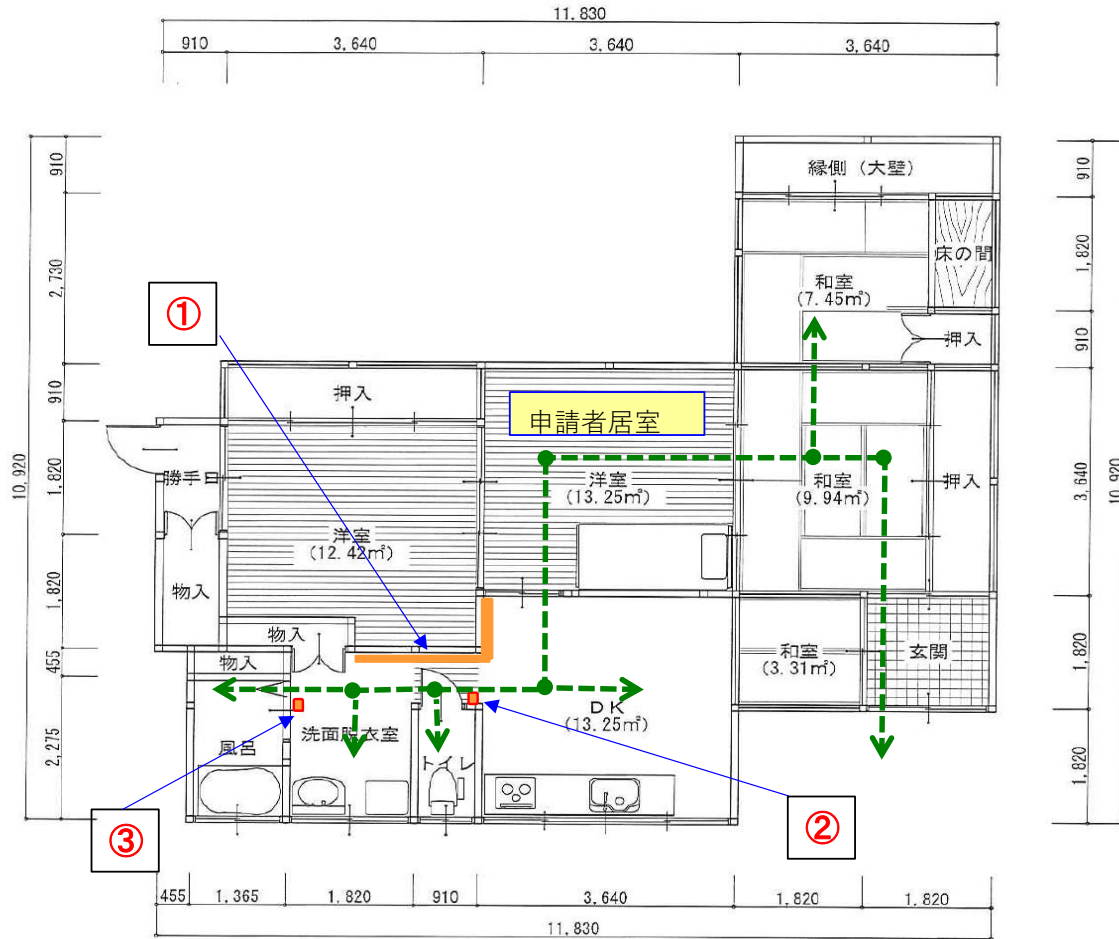 11,830
910
3,640
3,640
3,640
910
2,730
910
1,820
1,820
455
2,275
10,920
910
1,820
910
3,640
1,820
1,820
10,920
縁側(大壁)
床の間
和室
(7.45㎡)
押入
①
押入
申請者居室
勝手口
洋室
(13.25㎡)
和室
(9.94㎡)
押入
洋室
(12.42㎡)
物入
物入
物入
和室
(3.31㎡)
玄関
DK
(13.25㎡)
洗面脱衣室
風呂
トイレ
③
②
455
1,365
1,820
910
3,640
1,820
1,820
11,830